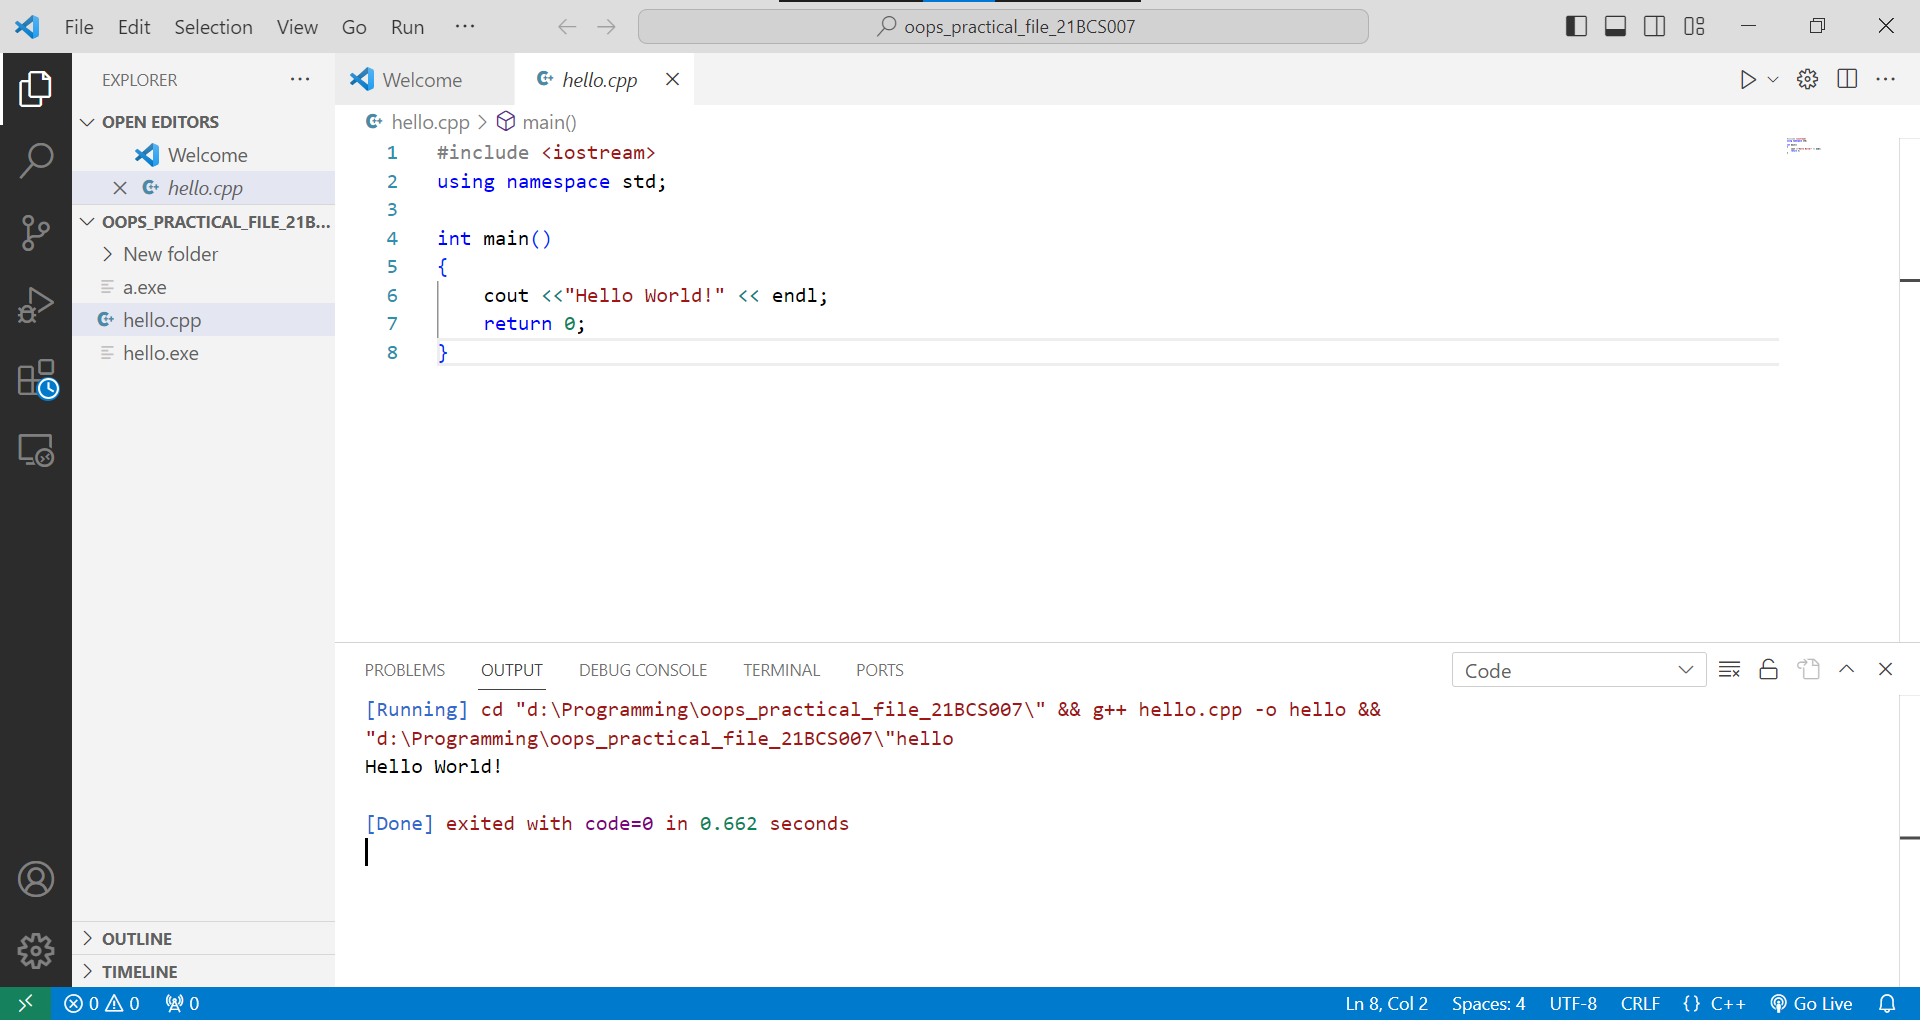 File Edit Selection View Go Run ···
oops_practical_file_21BCS007
EXPLORER
OPEN EDITORS
Welcome
hello.cpp
OOPS_PRACTICAL_FILE_21B...
New folder
a.exe
hello.cpp
hello.exe
OUTLINE
TIMELINE
Welcome
hello.cpp
hello.cpp > main()
1 #include <iostream>
2 using namespace std;
3
4 int main()
5 {
6 cout <<"Hello World!" << endl;
7 return 0;
8 }
PROBLEMS OUTPUT DEBUG CONSOLE TERMINAL PORTS
Code
[Running] cd "d:\Programming\oops_practical_file_21BCS007\" && g++ hello.cpp -o hello &&
"d:\Programming\oops_practical_file_21BCS007\"hello
Hello World!
[Done] exited with code=0 in 0.662 seconds
0 0 0
Ln 8, Col 2 Spaces: 4 UTF-8 CRLF {} C++ Go Live